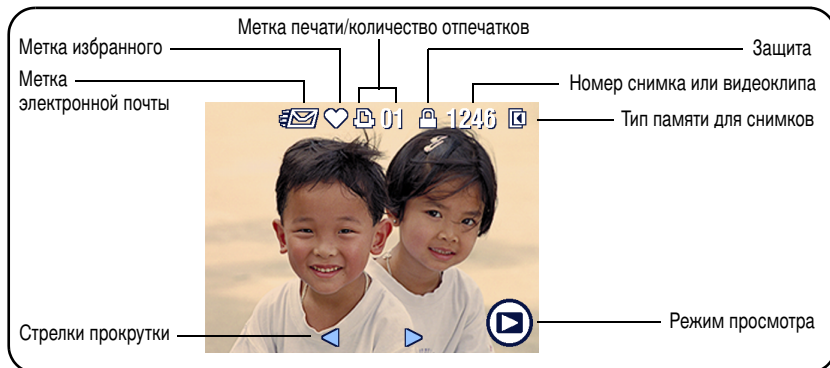 Метка печати/количество отпечатков
Метка избранного
Защита
Метка
электронной почты
Номер снимка или видеоклипа
01 1246
Тип памяти для снимков
Стрелки прокрутки
Режим просмотра